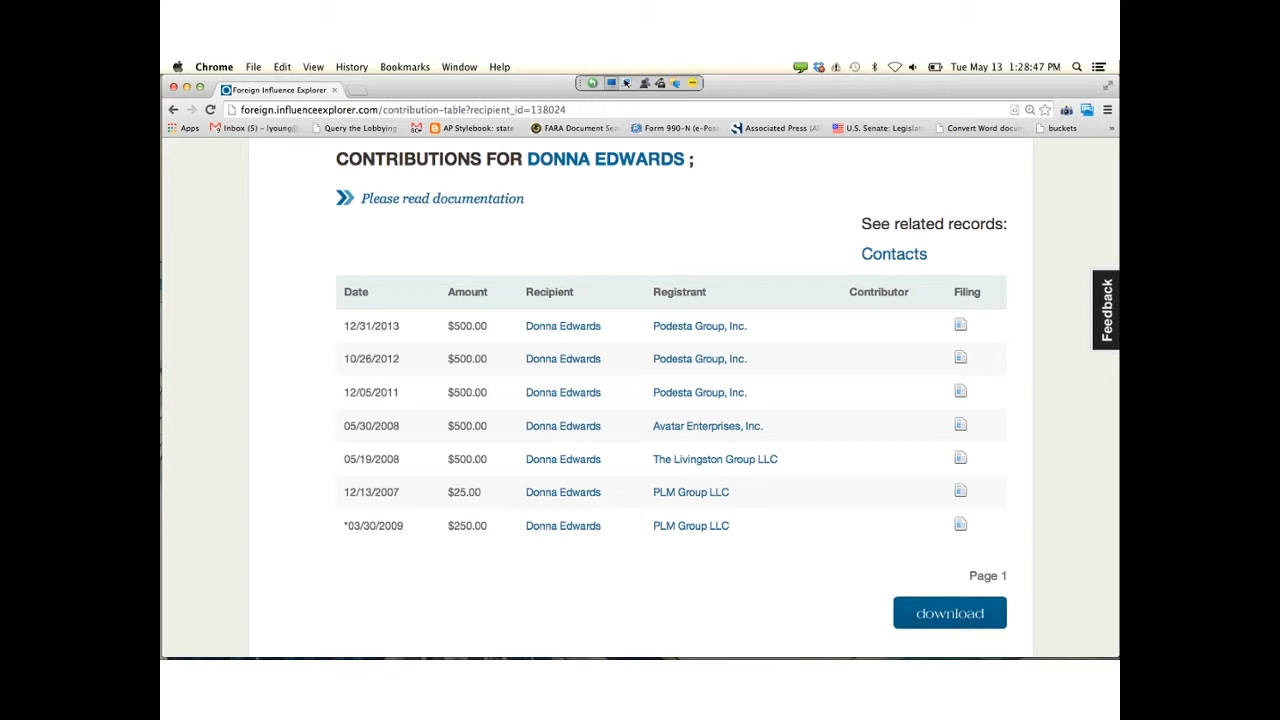 Chrome File Edit View History Bookmarks Window Help Tue May 13 1:28:47 PM
Foreign Influence Explorer
foreign.influenceexplorer.com/contribution-table?recipient_id=138024
Apps Inbox (5) - lyoung@ Query the Lobbying AP Stylebook: state FARA Document Sea Form 990-N (e-Post Associated Press (AP U.S. Senate: Legislat Convert Word docum buckets »
CONTRIBUTIONS FOR DONNA EDWARDS ;
Please read documentation
See related records:
Contacts
Date Amount Recipient Registrant Contributor Filing
12/31/2013 $500.00 Donna Edwards Podesta Group, Inc.
10/26/2012 $500.00 Donna Edwards Podesta Group, Inc.
12/05/2011 $500.00 Donna Edwards Podesta Group, Inc.
05/30/2008 $500.00 Donna Edwards Avatar Enterprises, Inc.
05/19/2008 $500.00 Donna Edwards The Livingston Group LLC
12/13/2007 $25.00 Donna Edwards PLM Group LLC
*03/30/2009 $250.00 Donna Edwards PLM Group LLC
Page 1
download
Feedback